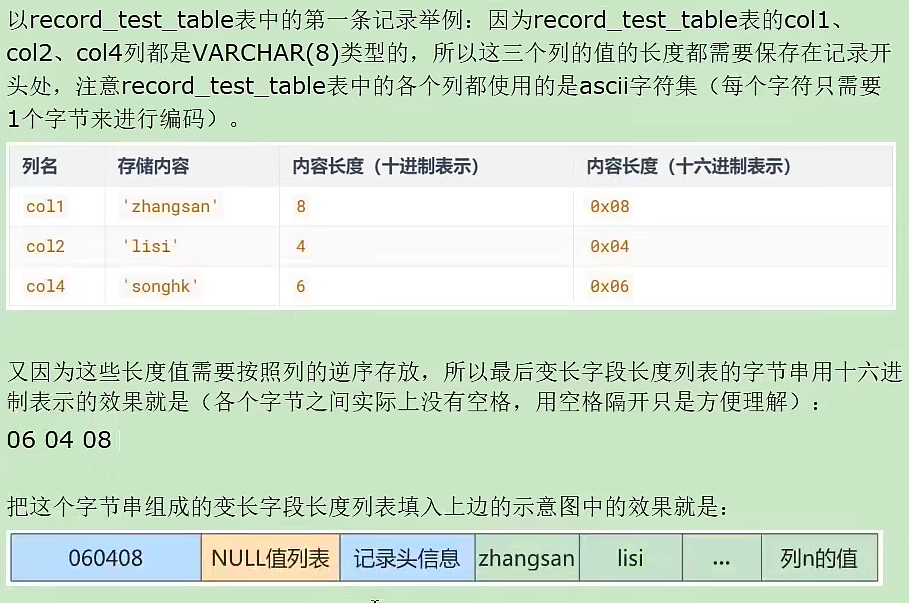 以record_test_table表中的第一条记录举例：因为record_test_table表的col1、
col2、col4列都是VARCHAR(8)类型的，所以这三个列的值的长度都需要保存在记录开
头处，注意record_test_table表中的各个列都使用的是ascii字符集（每个字符只需要
1个字节来进行编码）。
列名 存储内容 内容长度（十进制表示） 内容长度（十六进制表示）
col1 'zhangsan' 8 0x08
col2 'lisi' 4 0x04
col4 'songhk' 6 0x06
又因为这些长度值需要按照列的逆序存放，所以最后变长字段长度列表的字节串用十六进
制表示的效果就是（各个字节之间实际上没有空格，用空格隔开只是方便理解）：
06 04 08
把这个字节串组成的变长字段长度列表填入上边的示意图中的效果就是：
060408 NULL值列表 记录头信息 zhangsan lisi ... 列n的值